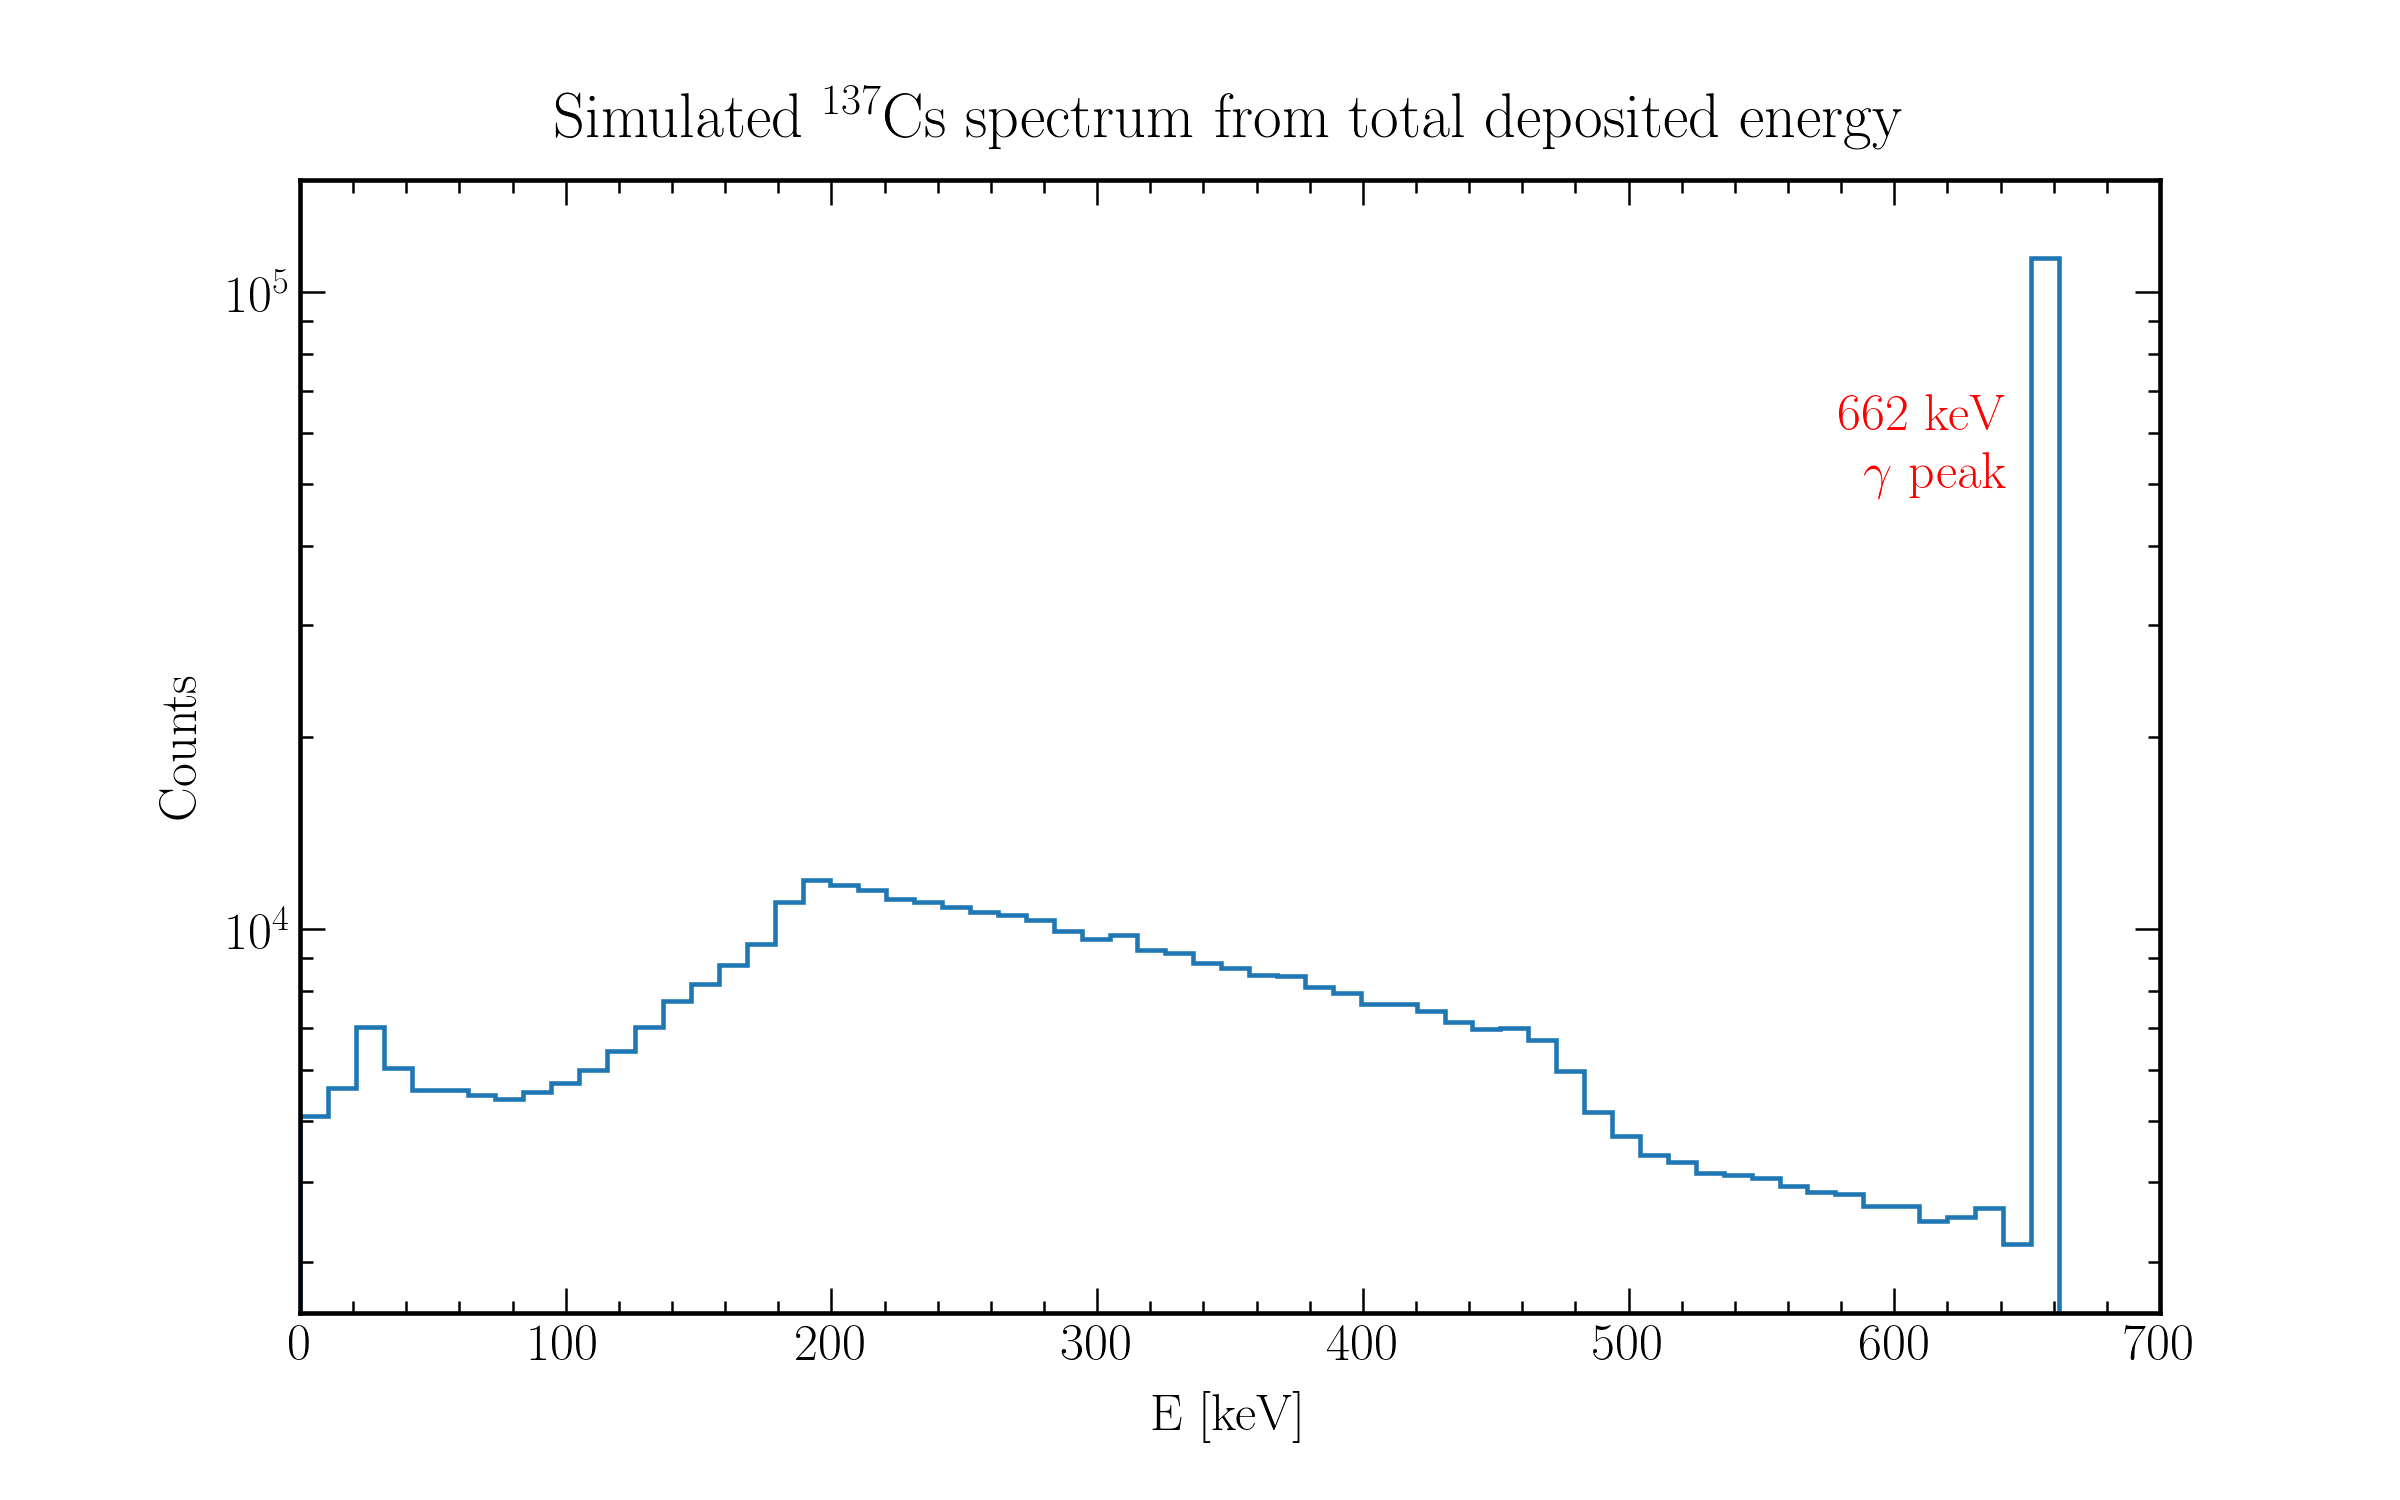 Simulated ¹³⁷Cs spectrum from total deposited energy
10⁵
662 keV
γ peak
Counts
10⁴
0 100 200 300 400 500 600 700
E [keV]